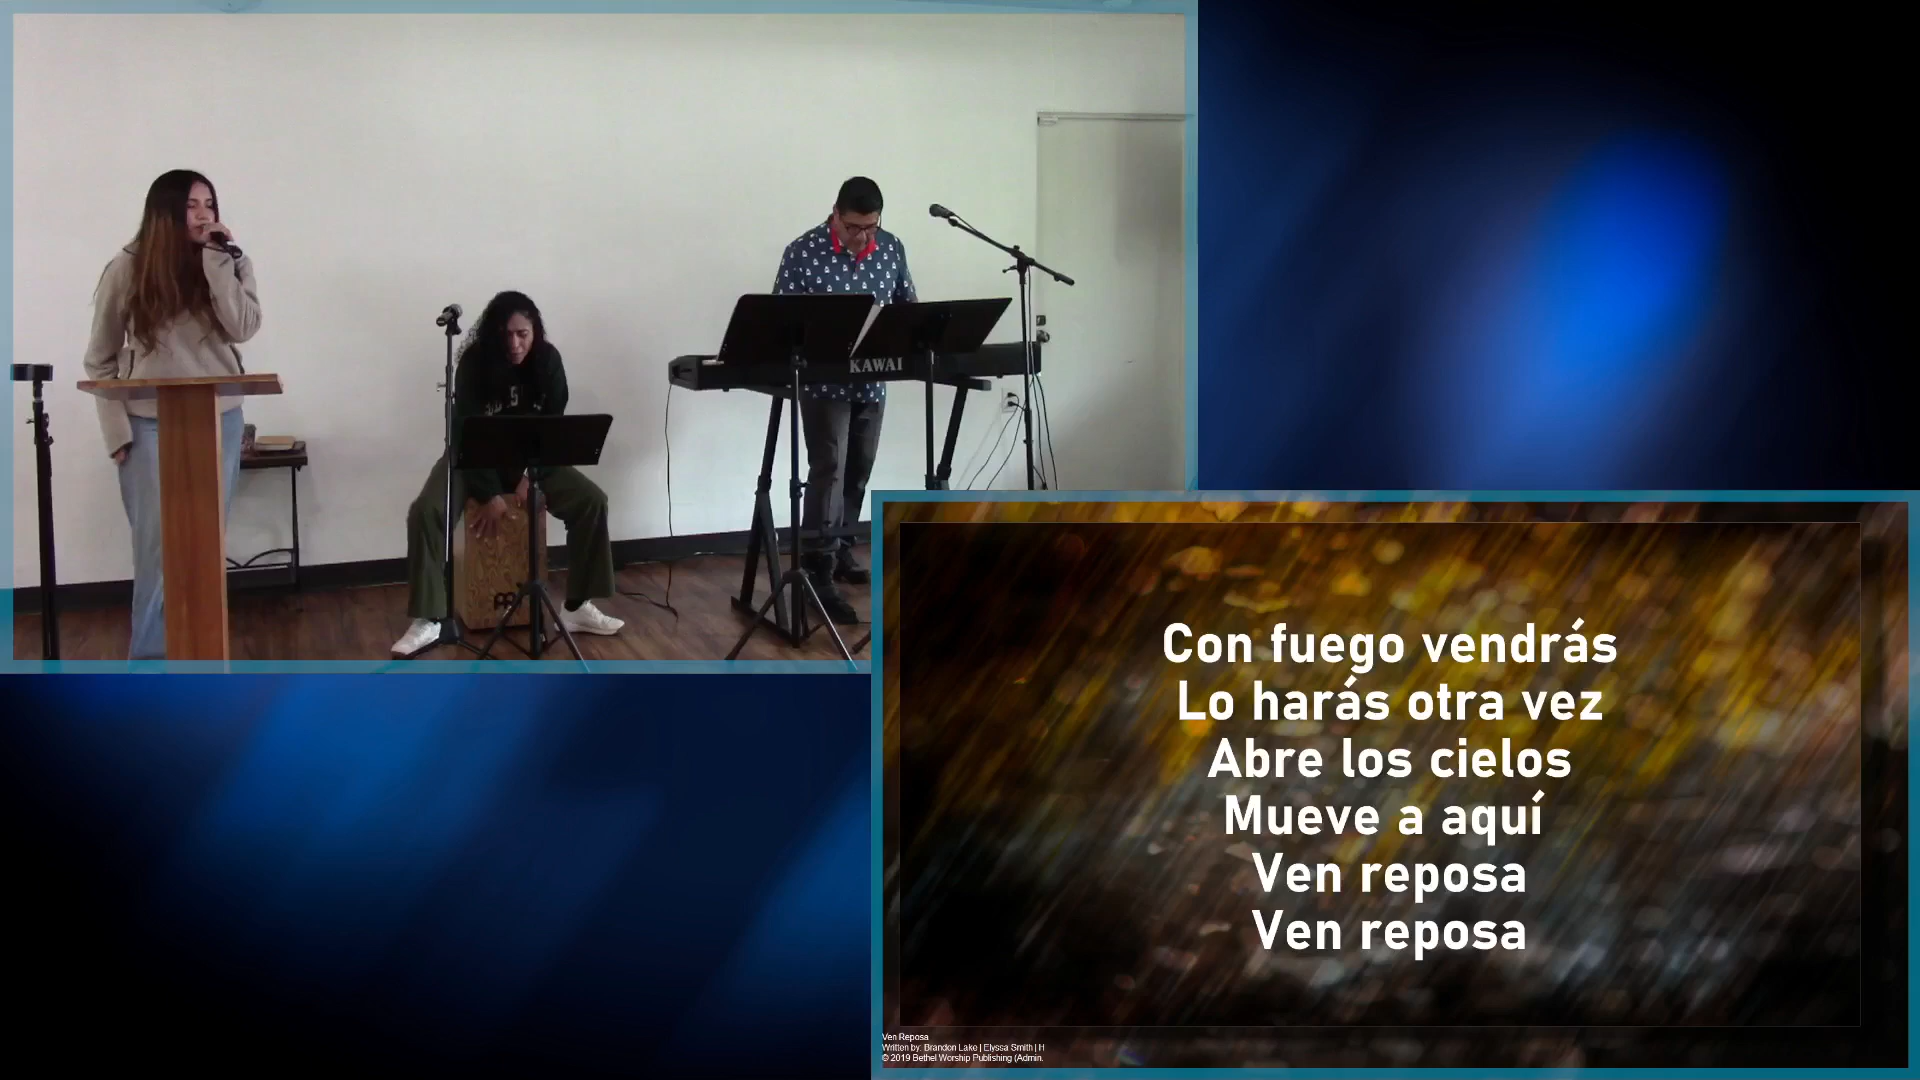 KAWAI
Con fuego vendrás
Lo harás otra vez
Abre los cielos
Mueve a aquí
Ven reposa
Ven reposa
Ven Reposa
Written by: Brandon Lake | Elyssa Smith | H
© 2019 Bethel Worship Publishing (Admin.